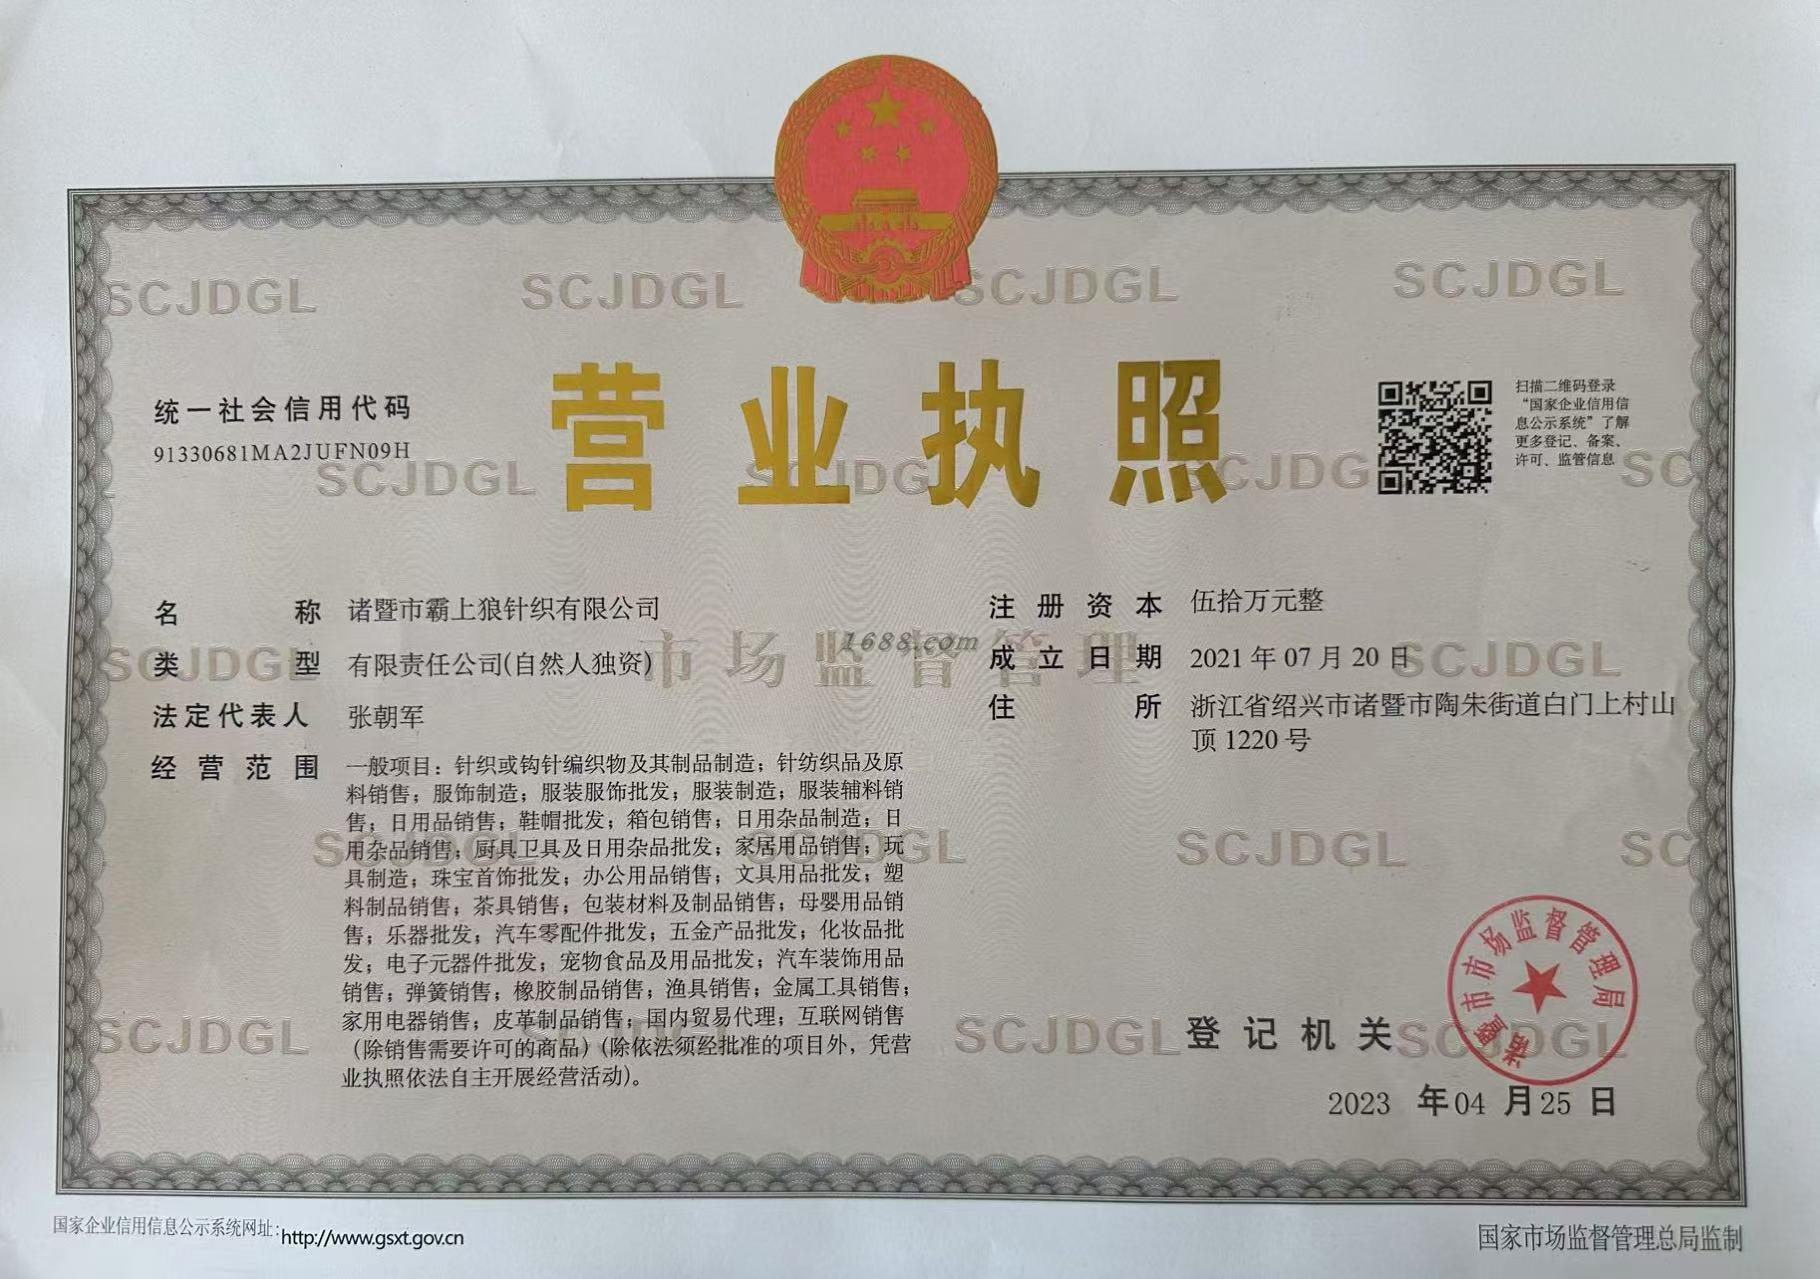 统一社会信用代码
91330681MA2JUFN09H
营业执照
扫描二维码登录
“国家企业信用信
息公示系统”了解
更多登记、备案、
许可、监管信息
名称 诸暨市霸上狼针织有限公司
类型 有限责任公司(自然人独资)
法定代表人 张朝军
经营范围 一般项目：针织或钩针编织物及其制品制造；针纺织品及原
料销售；服饰制造；服装服饰批发；服装制造；服装辅料销
售；日用品销售；鞋帽批发；箱包销售；日用杂品制造；日
用杂品销售；厨具卫具及日用杂品批发；家居用品销售；玩
具制造；珠宝首饰批发；办公用品销售；文具用品批发；塑
料制品销售；茶具销售；包装材料及制品销售；母婴用品销
售；乐器批发；汽车零配件批发；五金产品批发；化妆品批
发；电子元器件批发；宠物食品及用品批发；汽车装饰用品
销售；弹簧销售；橡胶制品销售；渔具销售；金属工具销售；
家用电器销售；皮革制品销售；国内贸易代理；互联网销售
（除销售需要许可的商品）(除依法须经批准的项目外，凭营
业执照依法自主开展经营活动)。
注册资本 伍拾万元整
成立日期 2021年07月20日
住所 浙江省绍兴市诸暨市陶朱街道白门上村山
顶1220号
市场监督管理
1688.com
SCJDGL
登记机关
诸暨市市场监督管理局
2023 年04 月25 日
国家企业信用信息公示系统网址：http://www.gsxt.gov.cn
国家市场监督管理总局监制